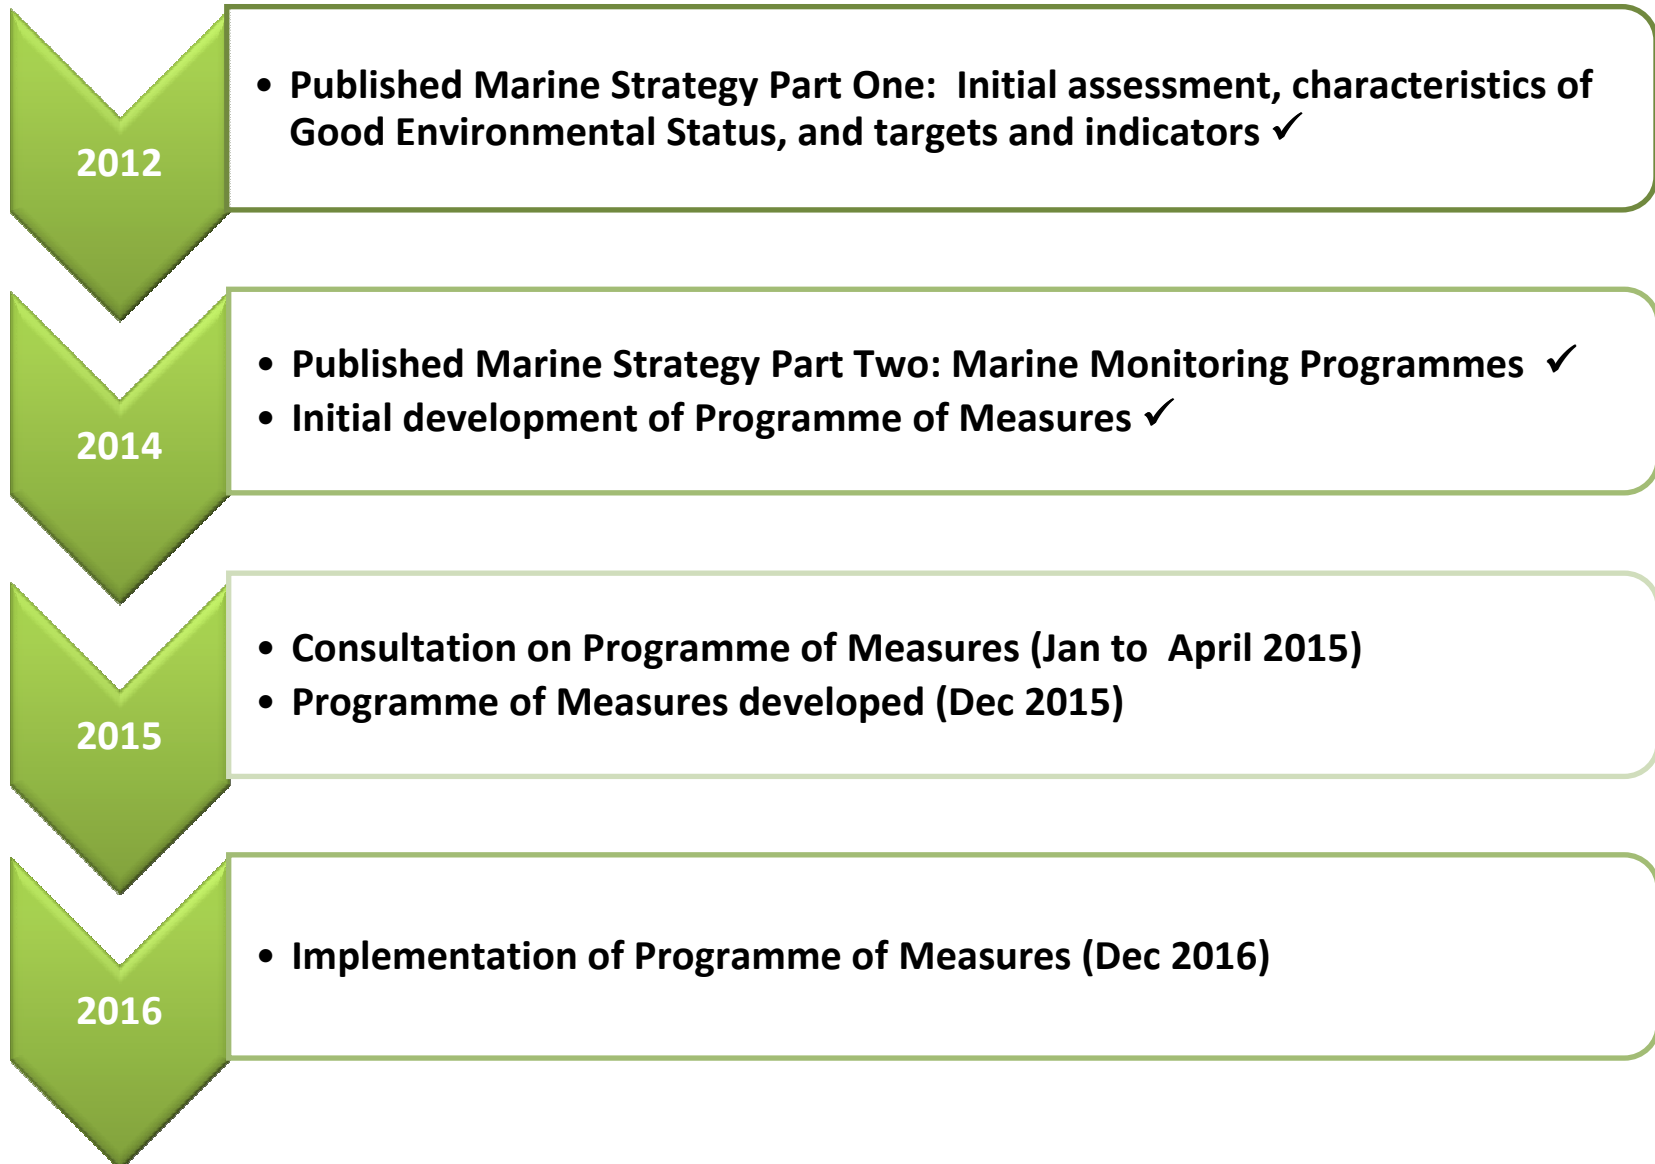 2012
• Published Marine Strategy Part One:  Initial assessment, characteristics of
Good Environmental Status, and targets and indicators ✓
2014
• Published Marine Strategy Part Two: Marine Monitoring Programmes ✓
• Initial development of Programme of Measures ✓
2015
• Consultation on Programme of Measures (Jan to  April 2015)
• Programme of Measures developed (Dec 2015)
2016
• Implementation of Programme of Measures (Dec 2016)